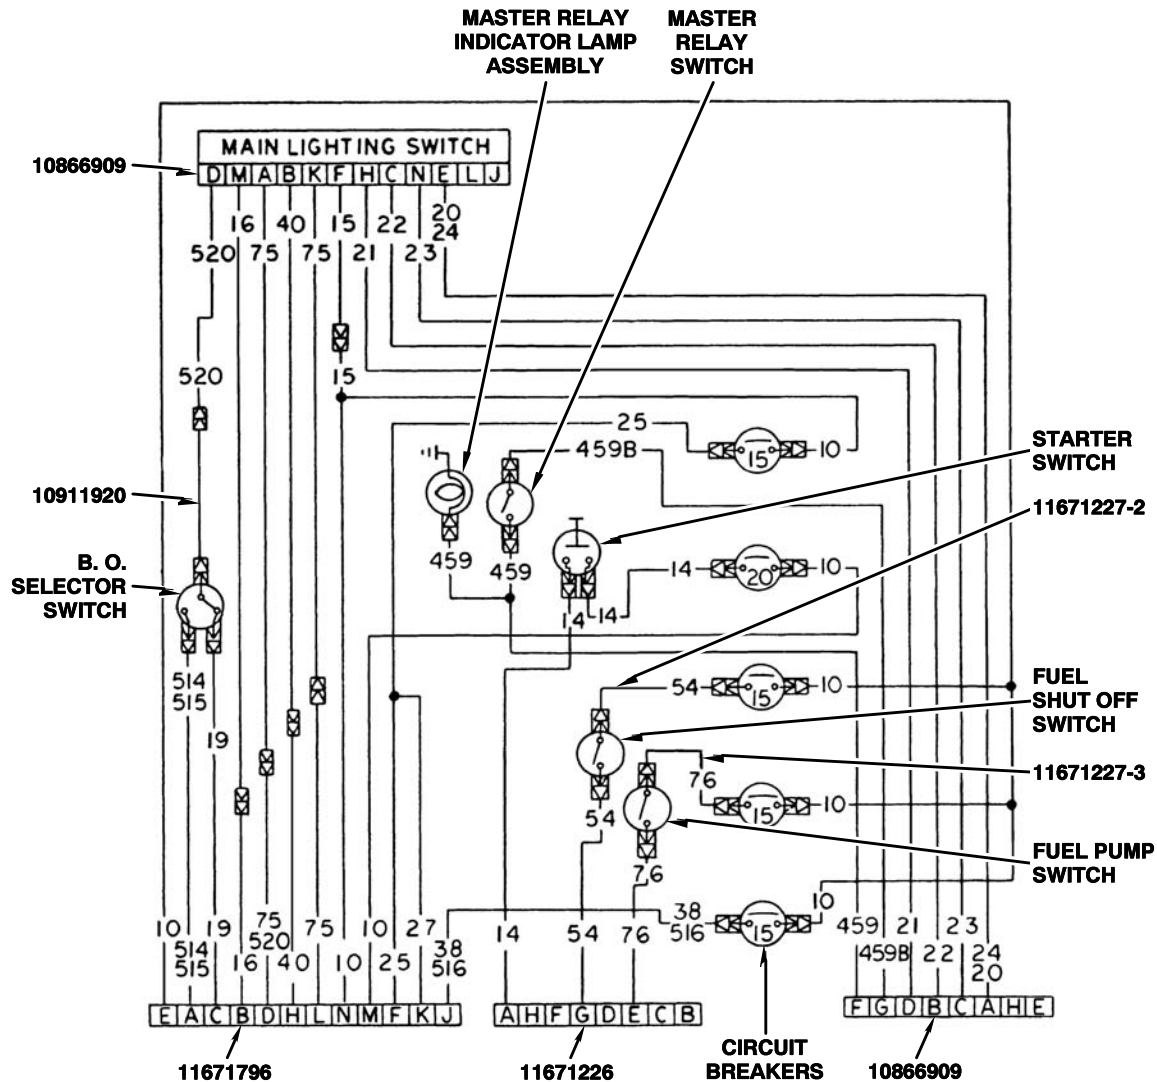 MASTER RELAY
INDICATOR LAMP
ASSEMBLY
MASTER
RELAY
SWITCH
MAIN LIGHTING SWITCH
10866909
D M A B K F H C N E L J
16 40 15 22 20
24
520 75 75 21 23
15
520
25
10
15
459B
STARTER
SWITCH
10911920
11671227-2
459
459
14
20
10
B. O.
SELECTOR
SWITCH
14
14
514
515
54
15
10
FUEL
SHUT OFF
SWITCH
19
76
11671227-3
54
15
10
FUEL PUMP
SWITCH
76
10
38
516
15
10 19 75
520 75 10 27 14 54 76 459 21 23
514
515 16 40 10 25 38
516 459B 22 24
20
E A C B D H L N M F K J
A H F G D E C B
F G D B C A H E
11671796
11671226
CIRCUIT
BREAKERS
10866909